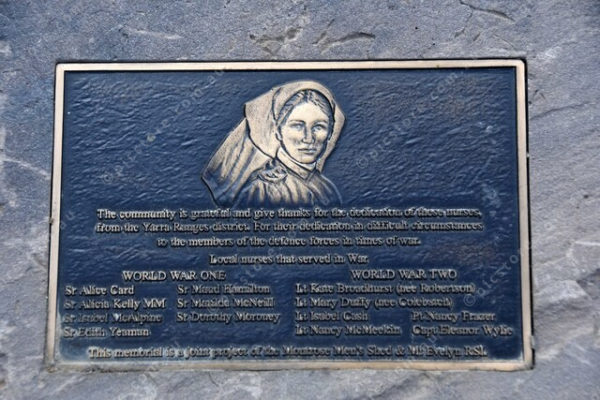 The community is grateful and give thanks for the dedication of these nurses,
from the Yarra Ranges district. For their dedication in difficult circumstances
to the members of the defence forces in times of war.
Local nurses that served in War.
WORLD WAR ONE WORLD WAR TWO
Sr Alice Card Sr Maud Hamilton Lt Kate Broadhurst (nee Robertson)
Sr Alicia Kelly MM Sr Matilda McNeill Lt Mary Duffy (nee Golebstein)
Sr Isabel McAlpine Sr Dorothy Moroney Lt Isabel Cash Pt Nancy Frazer
Sr Edith Yeaman Lt Nancy McMeekin Capt Eleanor Wylie
This memorial is a joint project of the Montrose Men's Shed & Mt Evelyn RSL